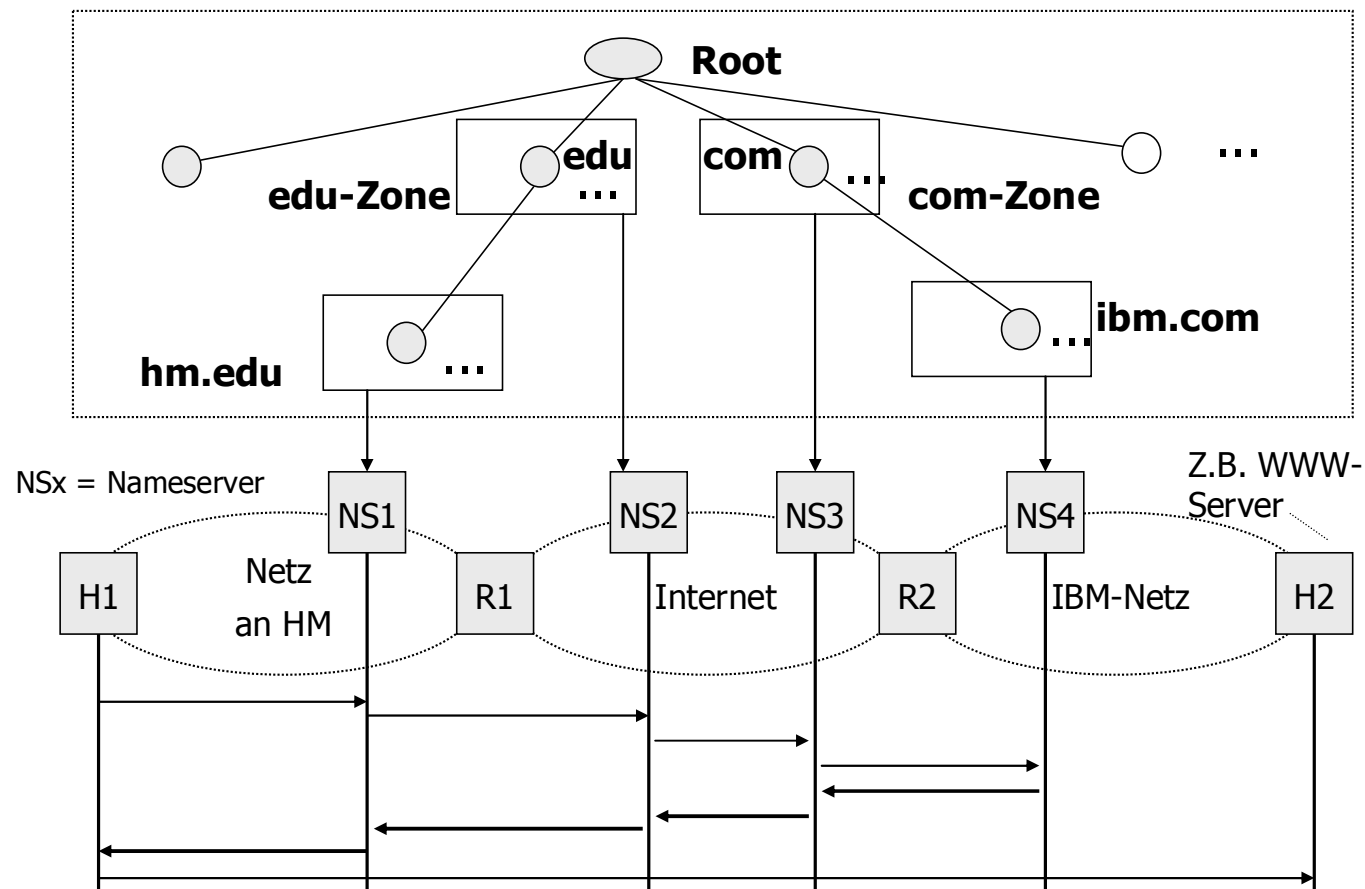 Root
edu
com
...
edu-Zone
...
...
com-Zone
ibm.com
...
hm.edu
...
NSx = Nameserver
Z.B. WWW-
Server
NS1
NS2
NS3
NS4
H1
Netz
an HM
R1
Internet
R2
IBM-Netz
H2